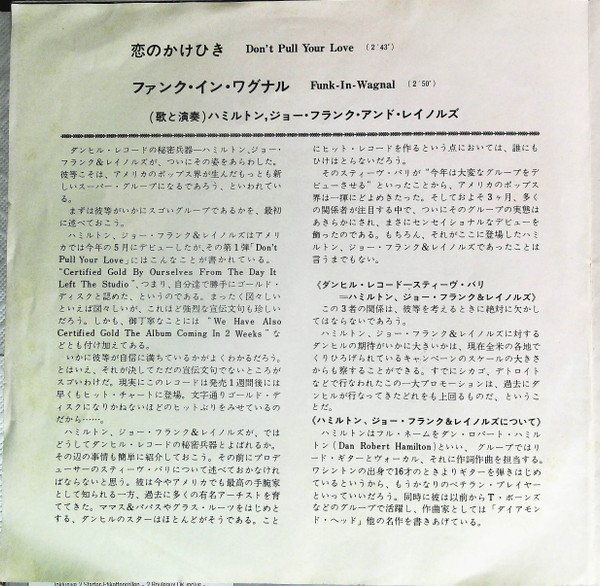 恋のかけひき Don't Pull Your Love (2′43″)
ファンク・イン・ワグナル Funk-In-Wagnal (2′50″)
(歌と演奏)ハミルトン,ジョー・フランク・アンド・レイノルズ
ダンヒル・レコードの秘密兵器—ハミルトン、ジョー・
フランク&レイノルズが、ついにその姿をあらわした。
彼等こそは、アメリカのポップス界が生んだもっとも新
しいスーパー・グループになるであろう、といわれてい
る。
まずは彼等がいかにスゴいグループであるかを、最初
に述べておこう。
ハミルトン、ジョー・フランク&レイノルズはアメリ
カでは今年の5月にデビューしたが、その第1弾「Don't
Pull Your Love」にはこんなことが書かれている。
“Certified Gold By Ourselves From The Day It
Left The Studio”、つまり、自分達で勝手にゴールド・
ディスクと認めた、というのである。まったく図々しい
といえば図々しいが、これほど強烈な宣伝文句も珍しい
だろう。しかも、御丁寧なことには“We Have Also
Certified Gold The Album Coming In 2 Weeks”な
どとも付け加えてある。
いかに彼等が自信に満ちているかがよくわかるだろう。
とはいえ、それが決してただの宣伝文句でないところが
スゴいわけだ。現実にこのレコードは発売1週間後には
早くもヒット・チャートに登場。文字通りゴールド・デ
ィスクになりかねないほどのヒットぶりをみせているの
だから……。
ハミルトン、ジョー・フランク&レイノルズが、では
どうしてダンヒル・レコードの秘密兵器とよばれるか。
その辺の事情も簡単に紹介しておこう。その前にプロデ
ューサーのスティーヴ・バリについて述べておかなけれ
ばならないと思う。彼は今やアメリカでも最高の手腕家
として知られる一方、過去に多くの有名アーチストを育
ててきた。ママス&パパスやグラス・ルーツをはじめと
する、ダンヒルのスターはほとんどがそうである。こと
にヒット・レコードを作るという点においては、誰にも
ひけはとらないだろう。
そのスティーヴ・バリが“今年は大変なグループをデ
ビューさせる”といったことから、アメリカのポップス
界は一揮にどよめきたった。そしておよそ3ヶ月、多く
の関係者が注目する中で、ついにそのグループの実態は
あきらかにされ、まさにセンセイショナルなデビューを
飾ったのである。もちろん、それがここに登場したハミ
ルトン、ジョー・フランク&レイノルズであったことは
言うまでもない。
《ダンヒル・レコード—スティーヴ・バリ
=ハミルトン、ジョー・フランク&レイノルズ》
この3者の関係は、彼等を考えるときに絶対に欠かし
てはならないであろう。
ハミルトン、ジョー・フランク&レイノルズに対する
ダンヒルの期待がいかに大きいかは、現在全米の各地で
くりひろげられているキャンペーンのスケールの大きさ
からも察することができる。すでにシカゴ、デトロイト
などで行なわれたこの一大プロモーションは、過去にダ
ンヒルが行なってきたどれをも上回るものだ、というこ
とだ。
《ハミルトン、ジョー・フランク&レイノルズについて》
ハミルトンはフル・ネームをダン・ロバート・ハミル
トン(Dan Robert Hamilton)といい、グループではリ
ード・ギターとヴォーカル、それに作詞作曲を担当する。
ワシントンの出身で16才のときよりギターを弾きはじめ
ているというから、もうかなりのベテラン・プレイヤー
といっていいだろう。同時に彼は以前からT・ボーンズ
などのグループで活躍し、作曲家としては「ダイアモン
ド・ヘッド」他の名作を書きあげている。